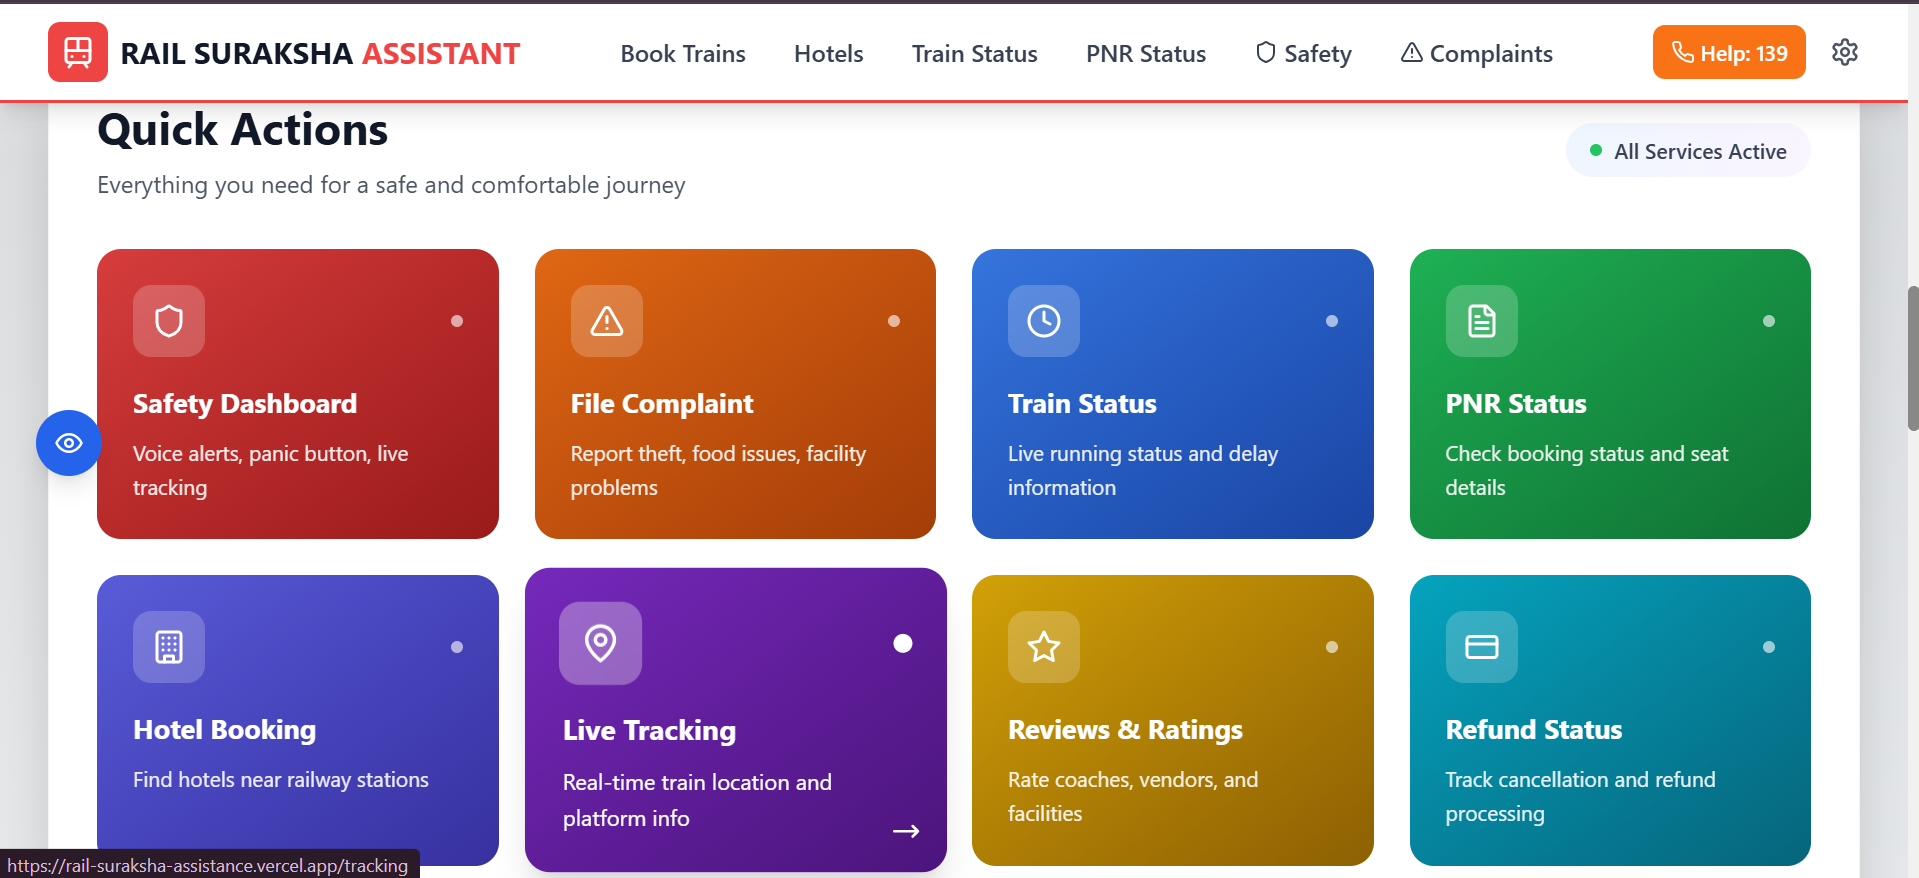 RAIL SURAKSHA ASSISTANT
Book Trains
Hotels
Train Status
PNR Status
Safety
Complaints
Help: 139
Quick Actions
Everything you need for a safe and comfortable journey
All Services Active
Safety Dashboard
Voice alerts, panic button, live
tracking
File Complaint
Report theft, food issues, facility
problems
Train Status
Live running status and delay
information
PNR Status
Check booking status and seat
details
Hotel Booking
Find hotels near railway stations
Live Tracking
Real-time train location and
platform info
Reviews & Ratings
Rate coaches, vendors, and
facilities
Refund Status
Track cancellation and refund
processing
https://rail-suraksha-assistance.vercel.app/tracking